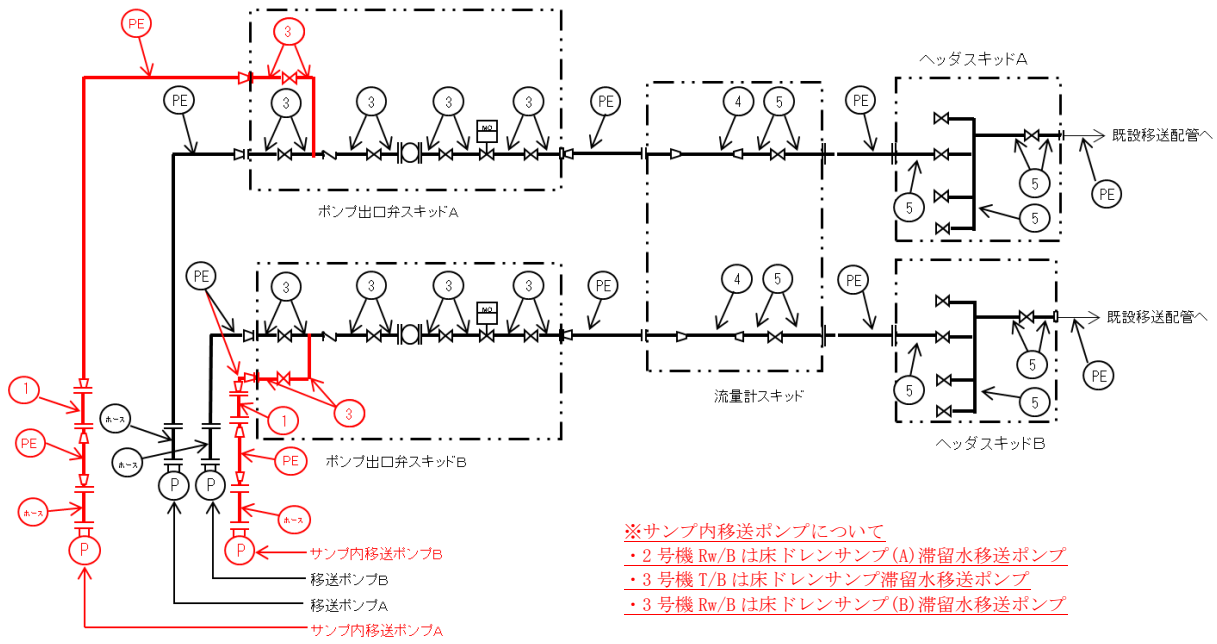 PE
3
ヘッダスキッドA
PE
3
3
3
3
MO
PE
4
5
PE
既設移送配管へ
5
PE
5
5
ポンプ出口弁スキッドA
PE
3
3
3
3
MO
PE
4
5
PE
既設移送配管へ
5
PE
5
5
流量計スキッド
1
ホース
1
3
ヘッダスキッドB
PE
ホース
PE
ポンプ出口弁スキッドB
P
P
ホース
ホース
P
P
サンプ内移送ポンプB
移送ポンプB
移送ポンプA
サンプ内移送ポンプA
※サンプ内移送ポンプについて
・2号機 Rw/B は床ドレンサンプ(A)滞留水移送ポンプ
・3号機 T/B は床ドレンサンプ滞留水移送ポンプ
・3号機 Rw/B は床ドレンサンプ(B)滞留水移送ポンプ